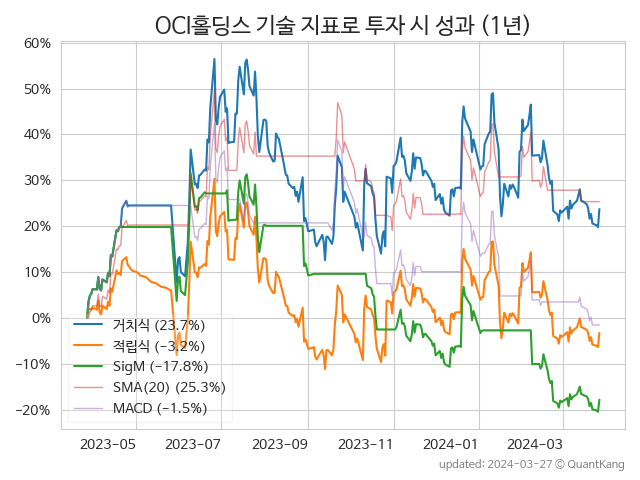 OCI홀딩스 기술 지표로 투자 시 성과 (1년)
60%
50%
40%
30%
20%
10%
0%
−10%
−20%
거치식 (23.7%)
적립식 (−3.2%)
SigM (−17.8%)
SMA(20) (25.3%)
MACD (−1.5%)
2023-05 2023-07 2023-09 2023-11 2024-01 2024-03
updated: 2024-03-27 © QuantKang